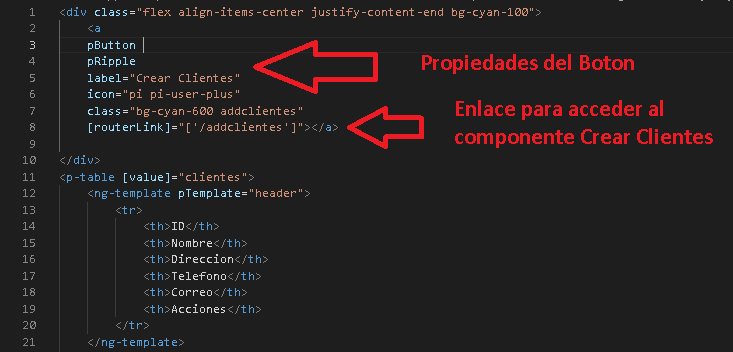 1 <div class="flex align-items-center justify-content-end bg-cyan-100">
2 <a
3 pButton
4 pRipple
Propiedades del Boton
5 label="Crear Clientes"
6 icon="pi pi-user-plus"
7 class="bg-cyan-600 addclientes"
Enlace para acceder al
8 [routerLink]="['/addclientes']"></a>
componente Crear Clientes
9
10 </div>
11 <p-table [value]="clientes">
12 <ng-template pTemplate="header">
13 <tr>
14 <th>ID</th>
15 <th>Nombre</th>
16 <th>Direccion</th>
17 <th>Telefono</th>
18 <th>Correo</th>
19 <th>Acciones</th>
20 </tr>
21 </ng-template>